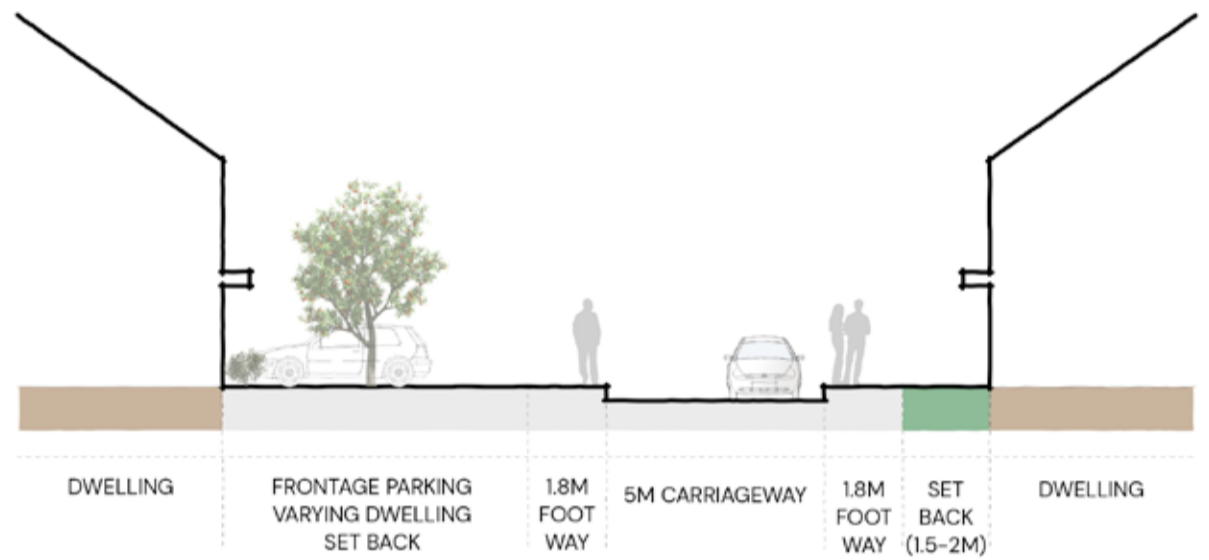 DWELLING
FRONTAGE PARKING
VARYING DWELLING
SET BACK
1.8M
FOOT
WAY
5M CARRIAGEWAY
1.8M
FOOT
WAY
SET
BACK
(1.5-2M)
DWELLING